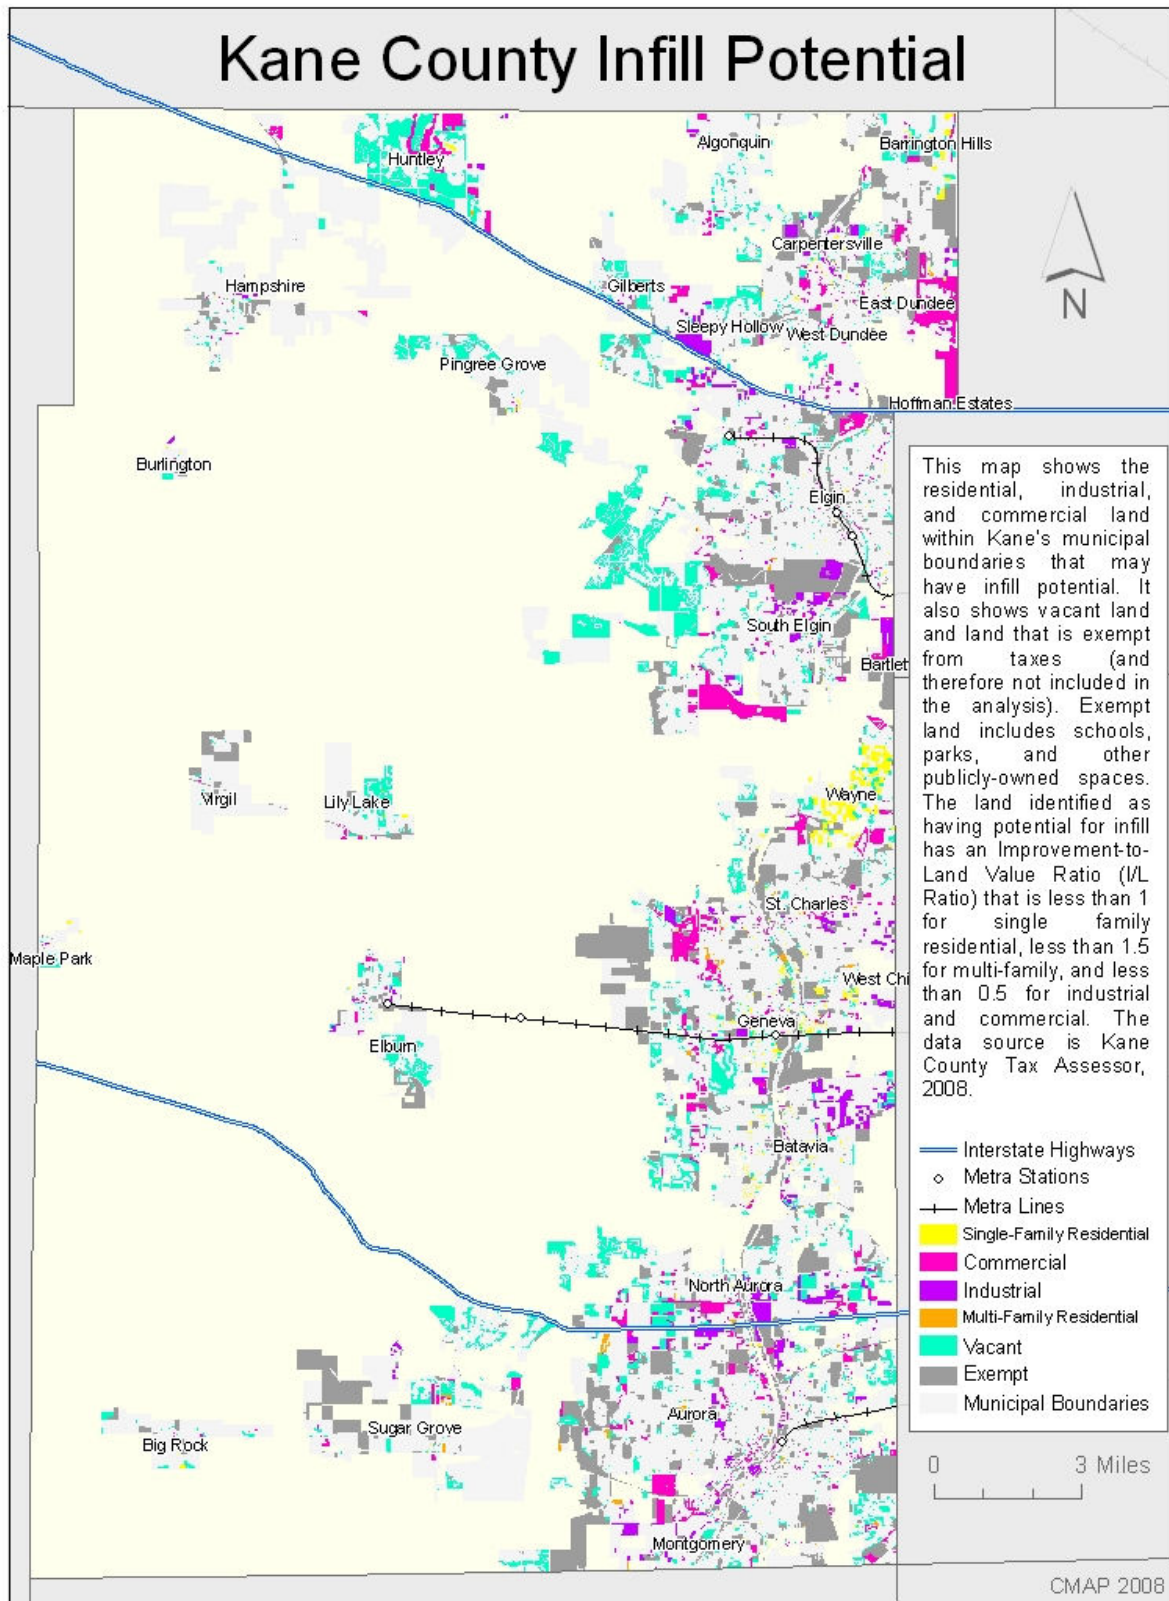 Kane County Infill Potential
Huntley
Algonquin
Barrington Hills
Carpentersville
Hampshire
Gilberts
East Dundee
N
Sleepy Hollow
West Dundee
Pingree Grove
Hoffman Estates
Burlington
Elgin
South Elgin
Bartlet
Virgil
Lily Lake
Wayne
St. Charles
Maple Park
West Chi
Geneva
Elburn
Batavia
North Aurora
Aurora
Sugar Grove
Big Rock
Montgomery
This map shows the
residential, industrial,
and commercial land
within Kane's municipal
boundaries that may
have infill potential. It
also shows vacant land
and land that is exempt
from taxes (and
therefore not included in
the analysis). Exempt
land includes schools,
parks, and other
publicly-owned spaces.
The land identified as
having potential for infill
has an Improvement-to-
Land Value Ratio (I/L
Ratio) that is less than 1
for single family
residential, less than 1.5
for multi-family, and less
than 0.5 for industrial
and commercial. The
data source is Kane
County Tax Assessor,
2008.
Interstate Highways
Metra Stations
Metra Lines
Single-Family Residential
Commercial
Industrial
Multi-Family Residential
Vacant
Exempt
Municipal Boundaries
0 3 Miles
CMAP 2008